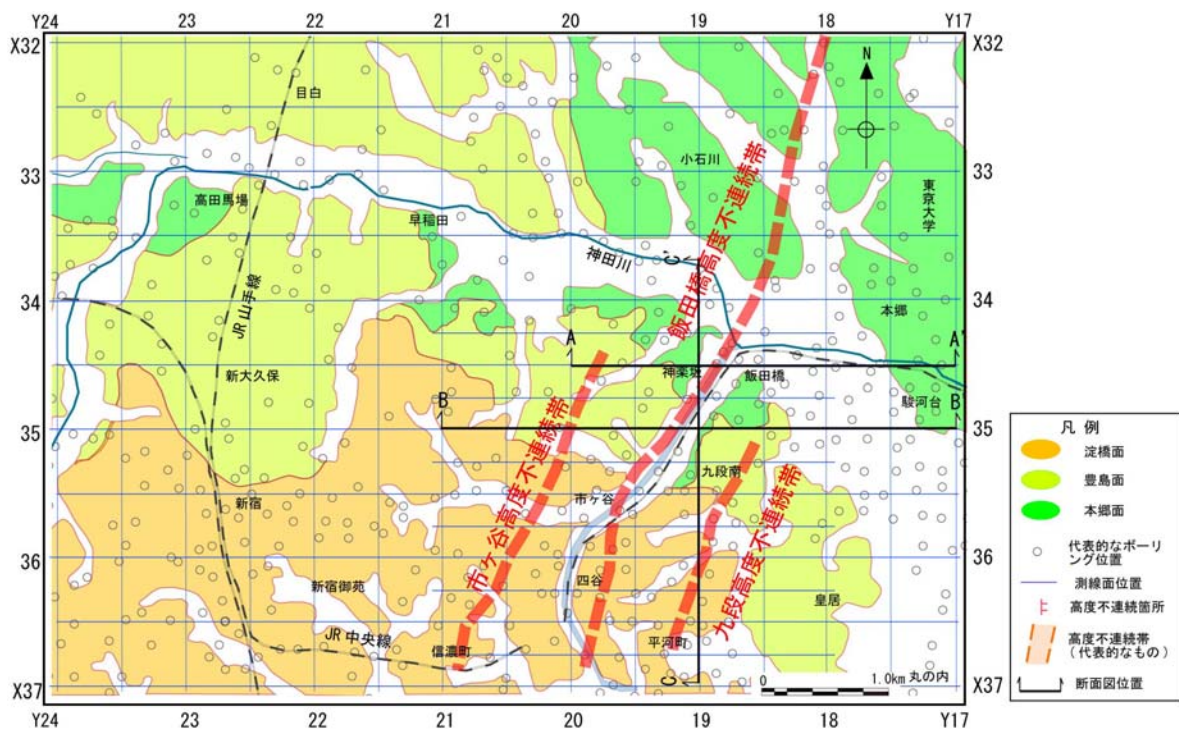 Y24 23 22 21 20 19 18 Y17
X32 X32
N
目白
小石川
33 33
高田馬場
早稲田
東京大学
神田川
C'
飯田橋高度不連続帯
34 34
JR 山手線
本郷
A A'
新大久保
神楽坂
飯田橋
駿河台
B B'
35 35
市ヶ谷高度不連続帯
九段南
市ヶ谷
新宿
九段高度不連続帯
36 36
新宿御苑
四谷
皇居
JR 中央線
信濃町
平河町
C
0 1.0km 丸の内
X37 37
Y24 23 22 21 20 19 18 Y17
凡 例
淀橋面
豊島面
本郷面
代表的なボーリング位置
測線面位置
高度不連続箇所
高度不連続帯
(代表的なもの)
断面図位置